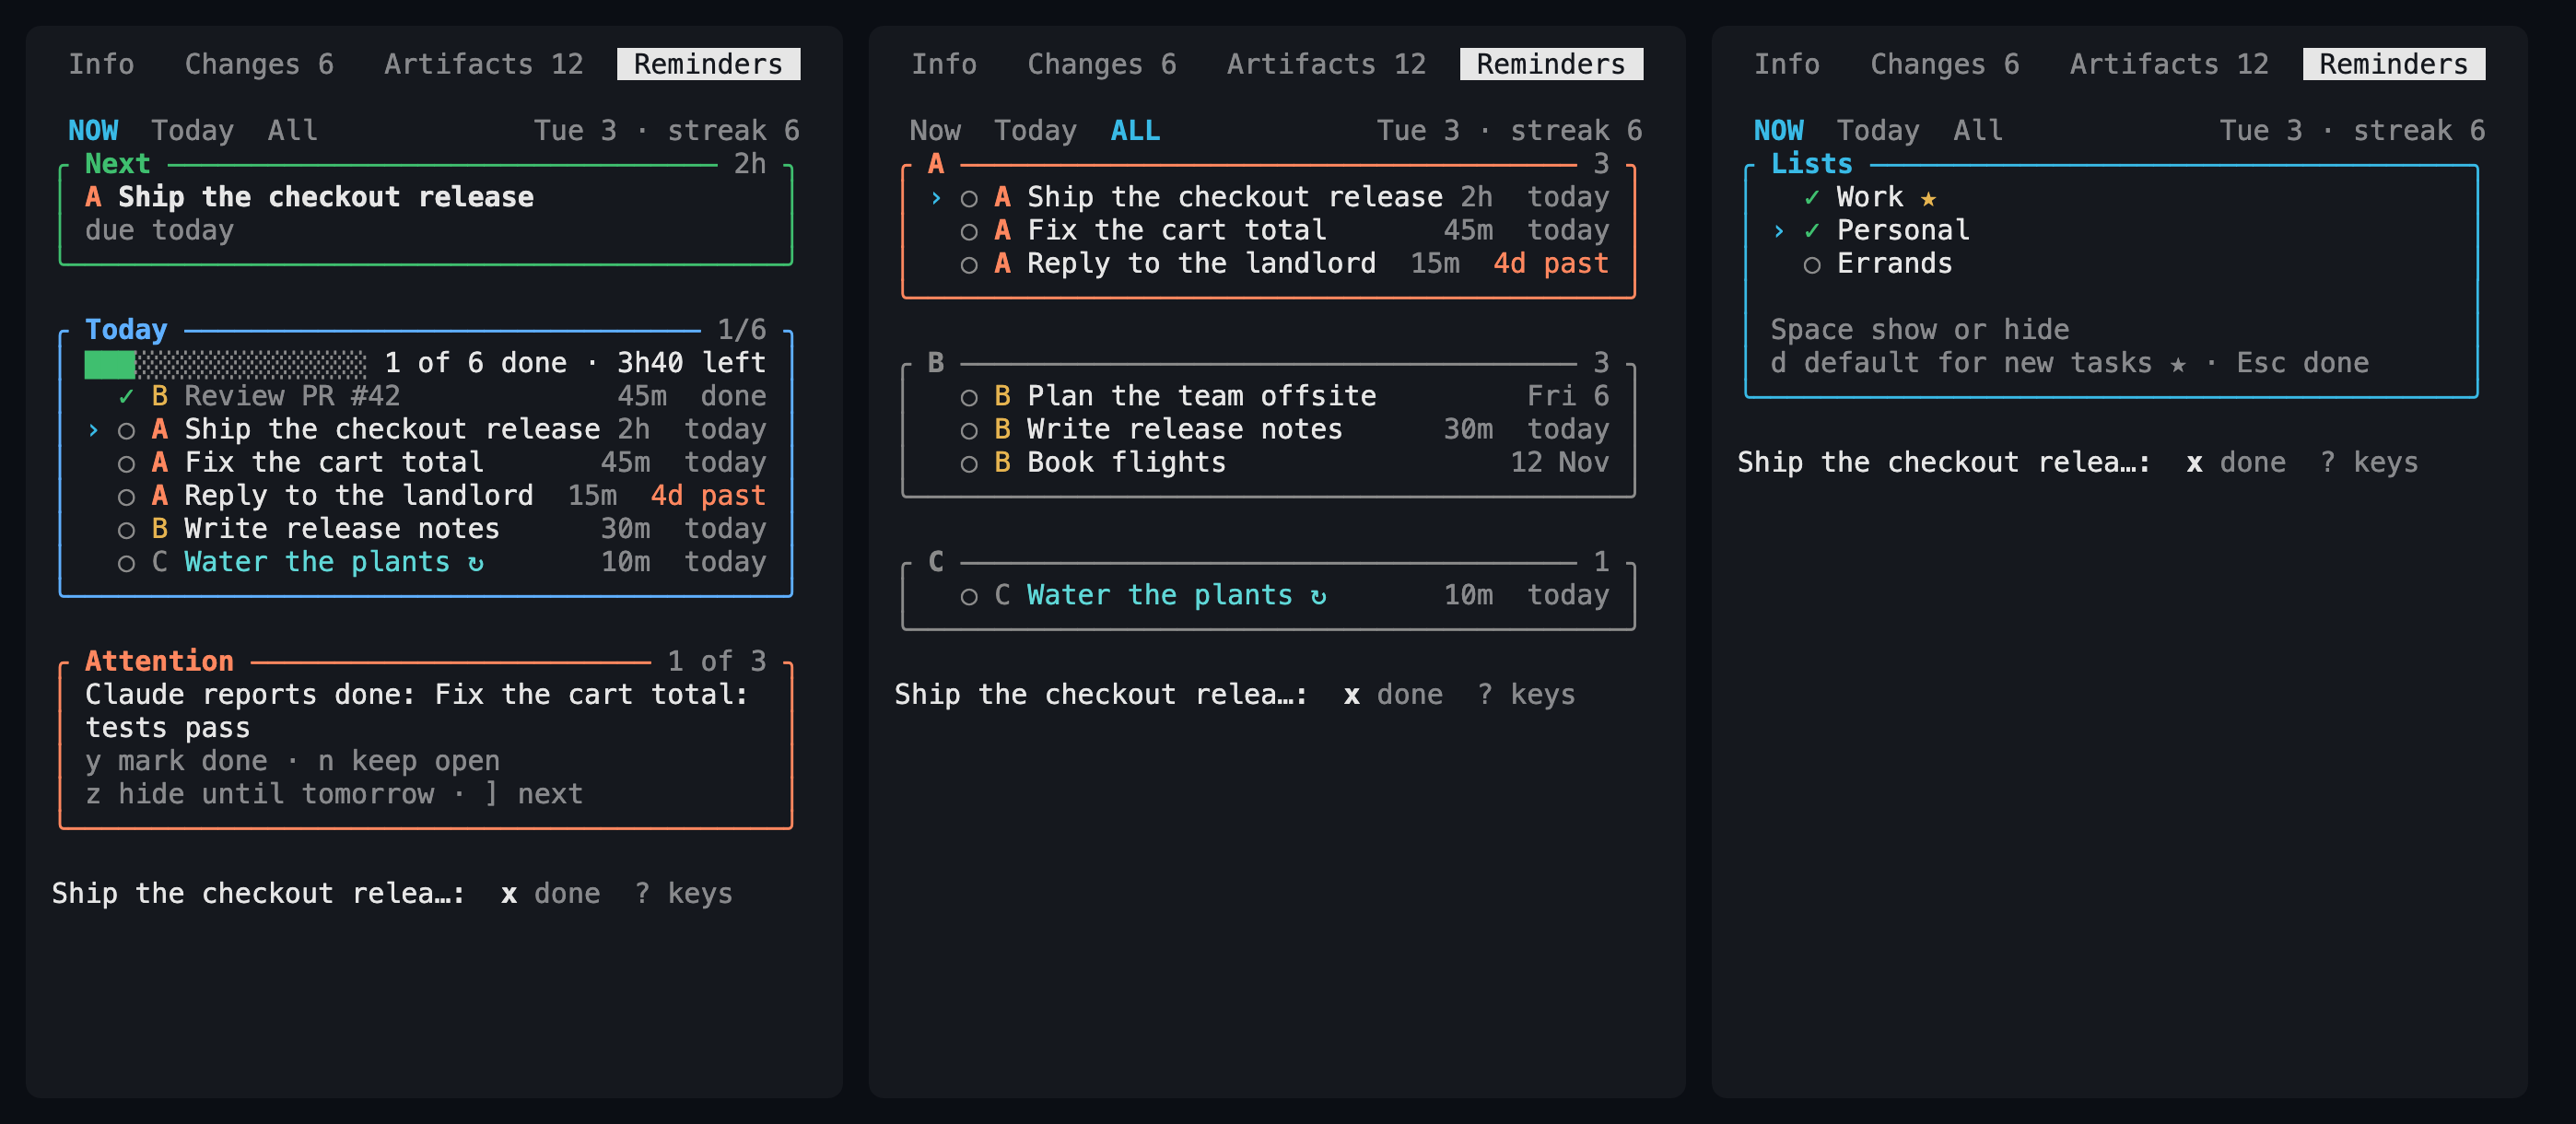 Info Changes 6 Artifacts 12 Reminders
NOW Today All Tue 3 · streak 6
Next 2h
A Ship the checkout release
due today
Today 1/6
1 of 6 done · 3h40 left
✓ B Review PR #42 45m done
› ○ A Ship the checkout release 2h today
○ A Fix the cart total 45m today
○ A Reply to the landlord 15m 4d past
○ B Write release notes 30m today
○ C Water the plants ↻ 10m today
Attention 1 of 3
Claude reports done: Fix the cart total:
tests pass
y mark done · n keep open
z hide until tomorrow · ] next
Ship the checkout relea…: x done ? keys
Info Changes 6 Artifacts 12 Reminders
Now Today ALL Tue 3 · streak 6
A 3
› ○ A Ship the checkout release 2h today
○ A Fix the cart total 45m today
○ A Reply to the landlord 15m 4d past
B 3
○ B Plan the team offsite Fri 6
○ B Write release notes 30m today
○ B Book flights 12 Nov
C 1
○ C Water the plants ↻ 10m today
Ship the checkout relea…: x done ? keys
Info Changes 6 Artifacts 12 Reminders
NOW Today All Tue 3 · streak 6
Lists
✓ Work ★
› ✓ Personal
○ Errands
Space show or hide
d default for new tasks ★ · Esc done
Ship the checkout relea…: x done ? keys